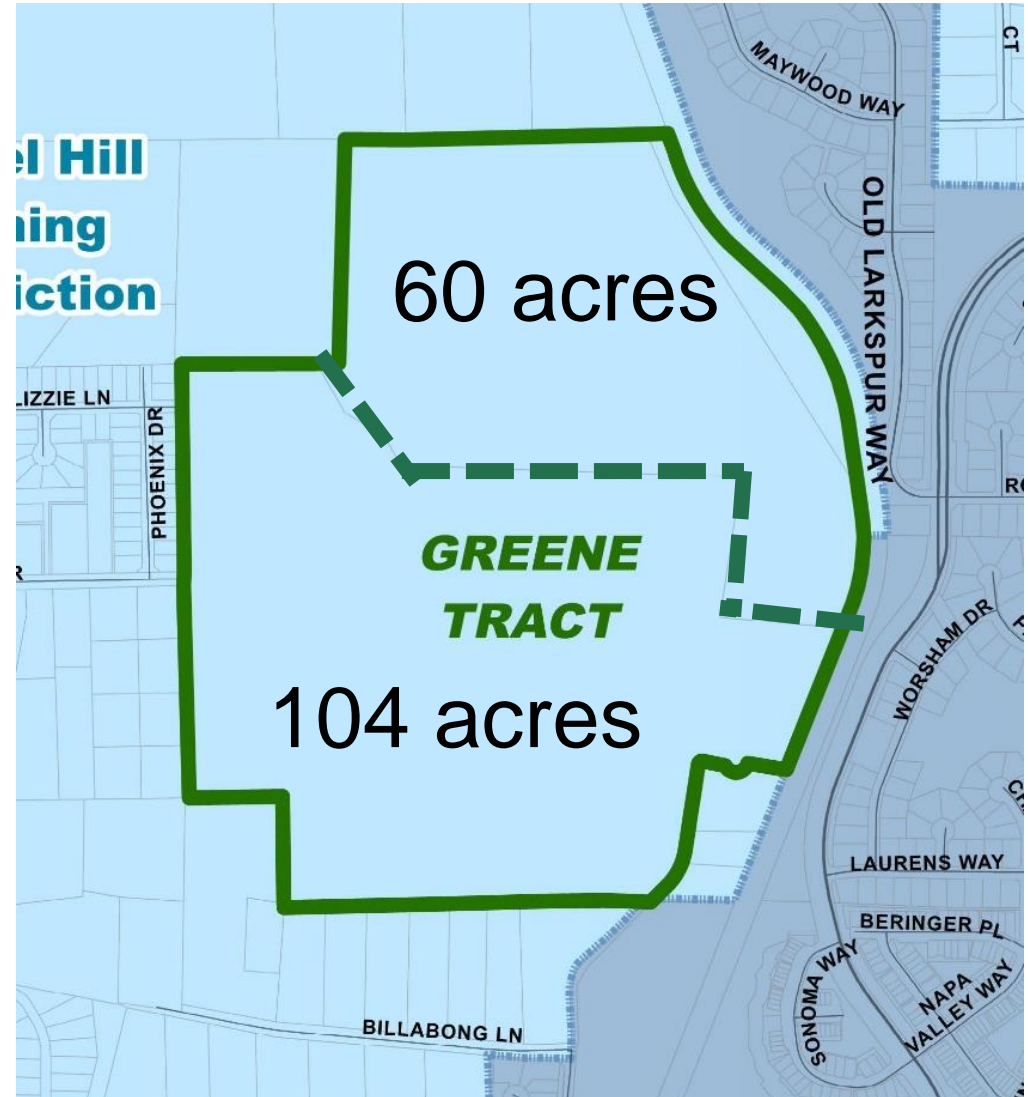 MAYWOOD WAY
CT
el Hill
ning
iction
OLD LARKSPUR WAY
60 acres
LIZZIE LN
PHOENIX DR
GREENE
TRACT
WORSHAM DR
104 acres
LAURENS WAY
BERINGER PL
SONOMA WAY
NAPA
VALLEY WAY
BILLABONG LN